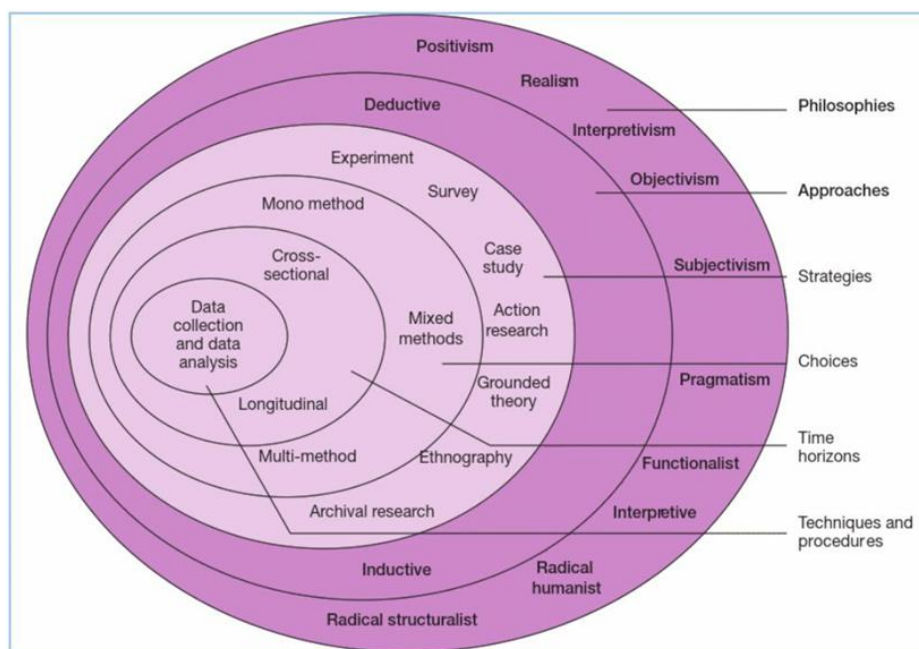 Positivism
Realism
Philosophies
Deductive
Interpretivism
Experiment
Objectivism
Approaches
Survey
Mono method
Cross-
sectional
Case
study
Subjectivism
Strategies
Data
collection
and data
analysis
Mixed
methods
Action
research
Choices
Grounded
theory
Pragmatism
Longitudinal
Time
horizons
Multi-method
Ethnography
Functionalist
Archival research
Interpretive
Techniques and
procedures
Inductive
Radical
humanist
Radical structuralist